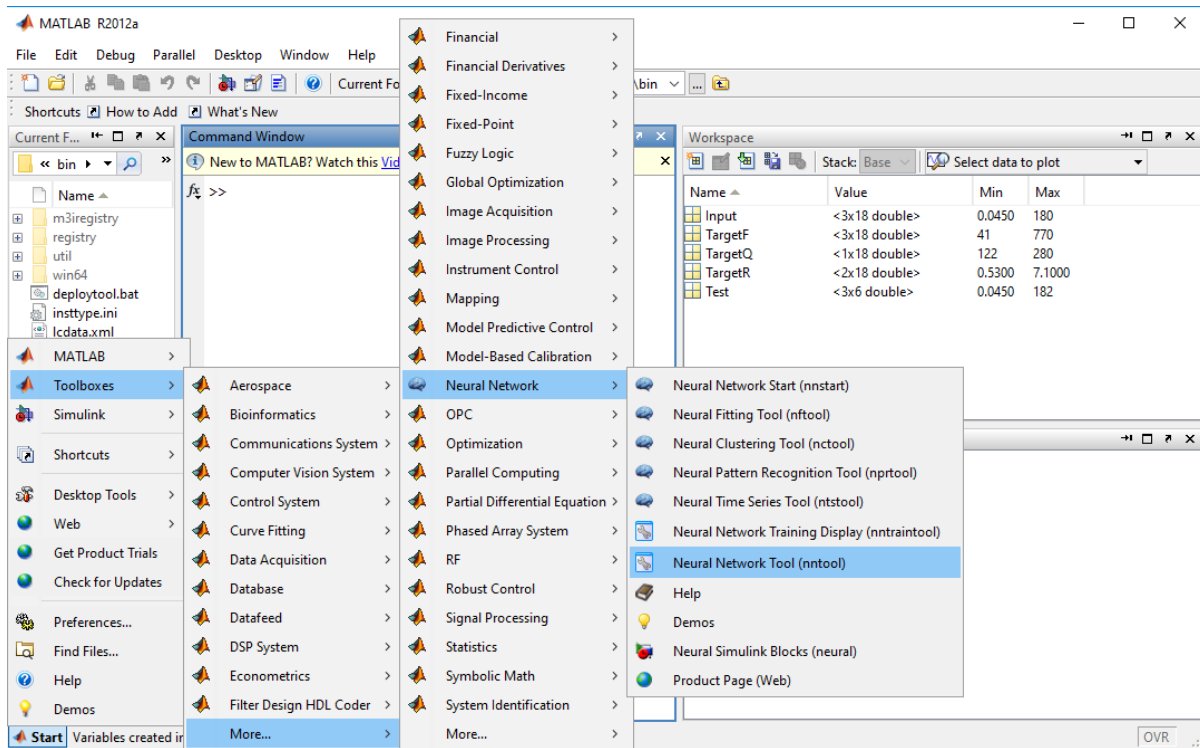 MATLAB R2012a
File Edit Debug Parallel Desktop Window Help
Current Fo
\bin
...
Shortcuts How to Add What's New
Current F...
« bin
»
Name
m3iregistry
registry
util
win64
deploytool.bat
insttype.ini
lcdata.xml
Command Window
New to MATLAB? Watch this Vid
fx >>
Workspace
Stack: Base Select data to plot
Name Value Min Max
Input <3x18 double> 0.0450 180
TargetF <3x18 double> 41 770
TargetQ <1x18 double> 122 280
TargetR <2x18 double> 0.5300 7.1000
Test <3x6 double> 0.0450 182
MATLAB
Toolboxes
Simulink
Shortcuts
Desktop Tools
Web
Get Product Trials
Check for Updates
Preferences...
Find Files...
Help
Demos
Aerospace
Bioinformatics
Communications System
Computer Vision System
Control System
Curve Fitting
Data Acquisition
Database
Datafeed
DSP System
Econometrics
Filter Design HDL Coder
More...
Financial
Financial Derivatives
Fixed-Income
Fixed-Point
Fuzzy Logic
Global Optimization
Image Acquisition
Image Processing
Instrument Control
Mapping
Model Predictive Control
Model-Based Calibration
Neural Network
OPC
Optimization
Parallel Computing
Partial Differential Equation
Phased Array System
RF
Robust Control
Signal Processing
Statistics
Symbolic Math
System Identification
More...
Neural Network Start (nnstart)
Neural Fitting Tool (nftool)
Neural Clustering Tool (nctool)
Neural Pattern Recognition Tool (nprtool)
Neural Time Series Tool (ntstool)
Neural Network Training Display (nntraintool)
Neural Network Tool (nntool)
Help
Demos
Neural Simulink Blocks (neural)
Product Page (Web)
Start Variables created in
OVR